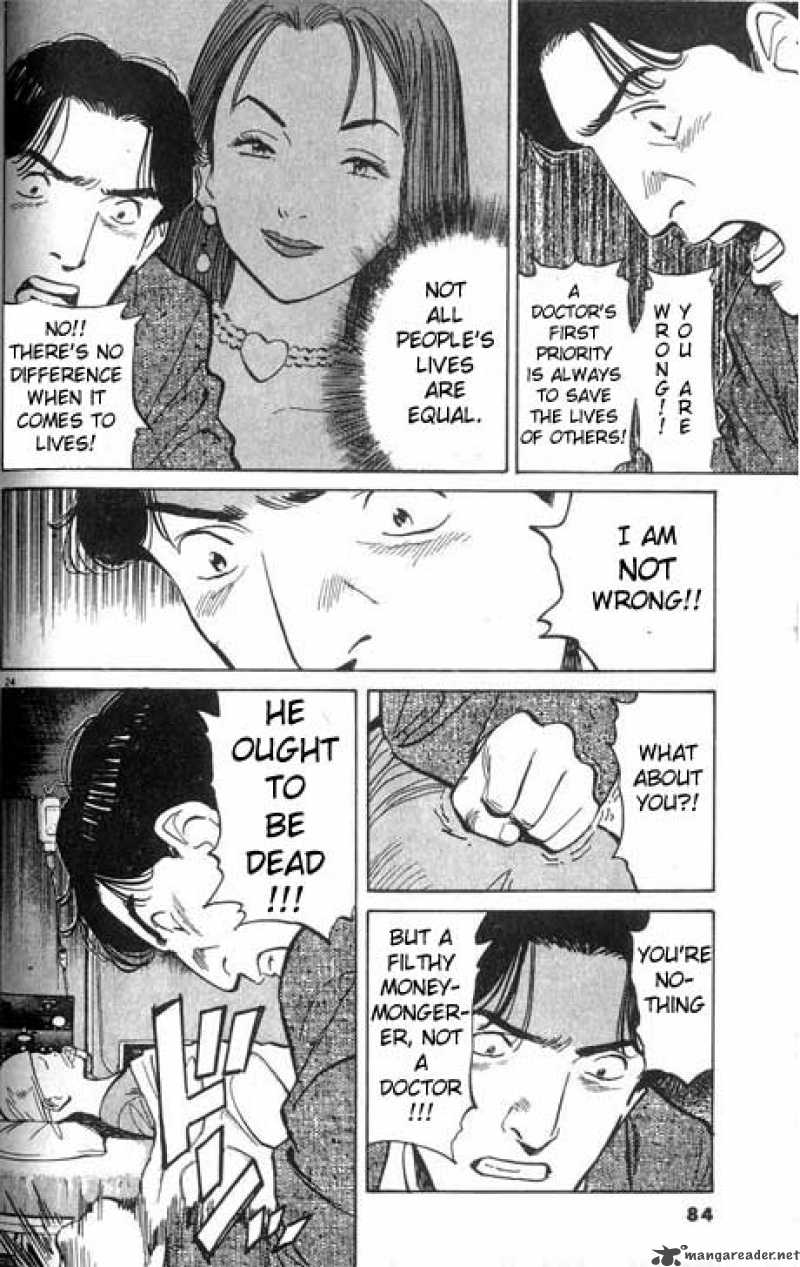 YOU ARE
WRONG!!
A
DOCTOR'S
FIRST
PRIORITY
IS ALWAYS
TO SAVE
THE LIVES
OF OTHERS!
NOT
ALL
PEOPLE'S
LIVES
ARE
EQUAL.
NO!!
THERE'S NO
DIFFERENCE
WHEN IT
COMES TO
LIVES!
I AM
NOT
WRONG!!
24
WHAT
ABOUT
YOU?!
YOU'RE
NO-
THING
BUT A
FILTHY
MONEY-
MONGER-
ER, NOT
A
DOCTOR
!!!
HE
OUGHT
TO
BE
DEAD
!!!
84
mangareader.net